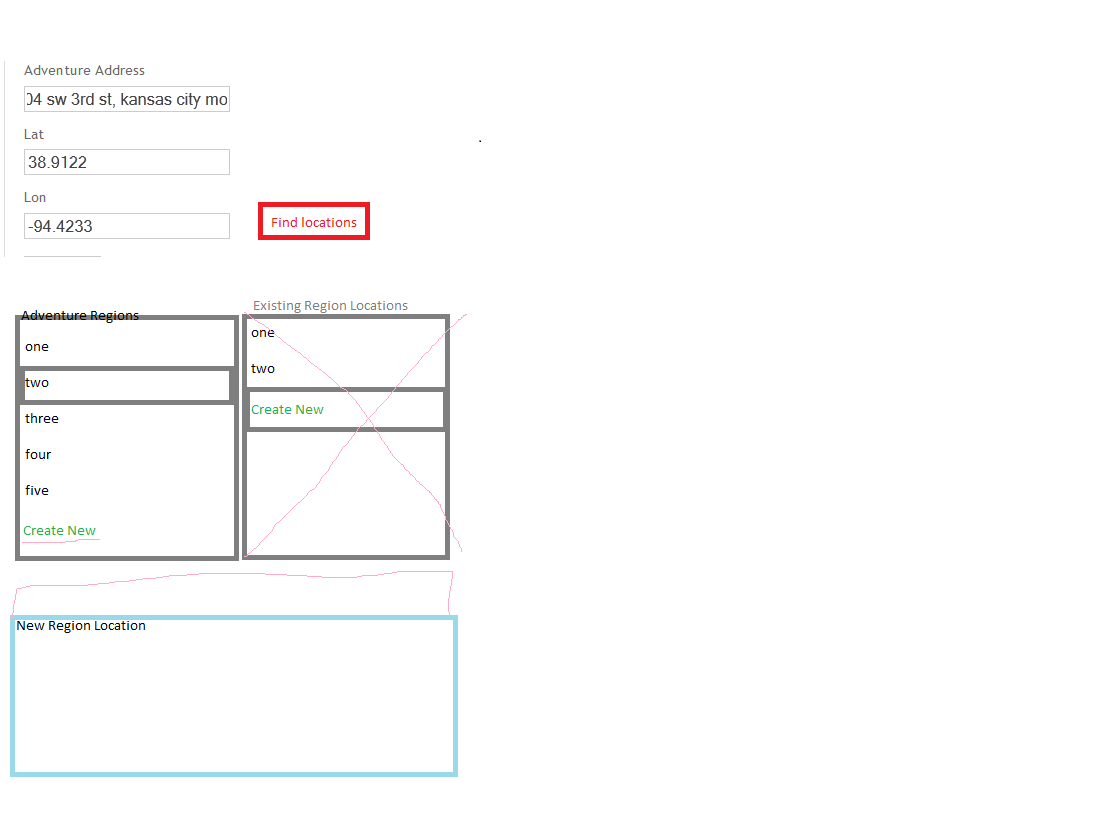 Adventure Address
04 sw 3rd st, kansas city mo
Lat
38.9122
Lon
-94.4233
Find locations
Adventure Regions
one
two
three
four
five
Create New
Existing Region Locations
one
two
Create New
New Region Location